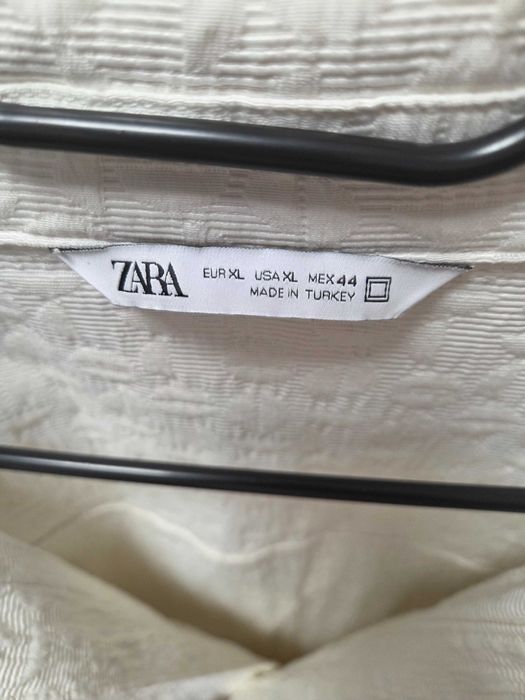 ZARA
EUR XL USA XL MEX 44
MADE IN TURKEY